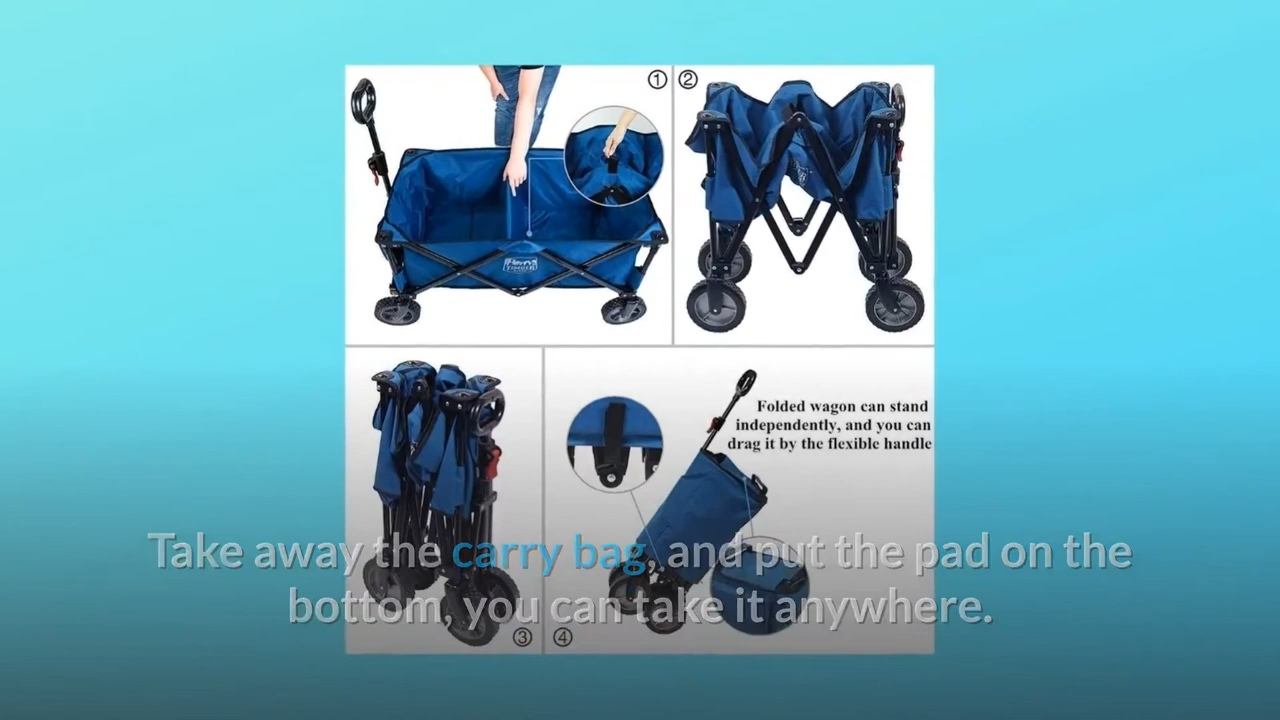 ①
②
TIMBER
Folded wagon can stand
independently, and you can
drag it by the flexible handle
Take away the carry bag, and put the pad on the
bottom, you can take it anywhere.
③
④